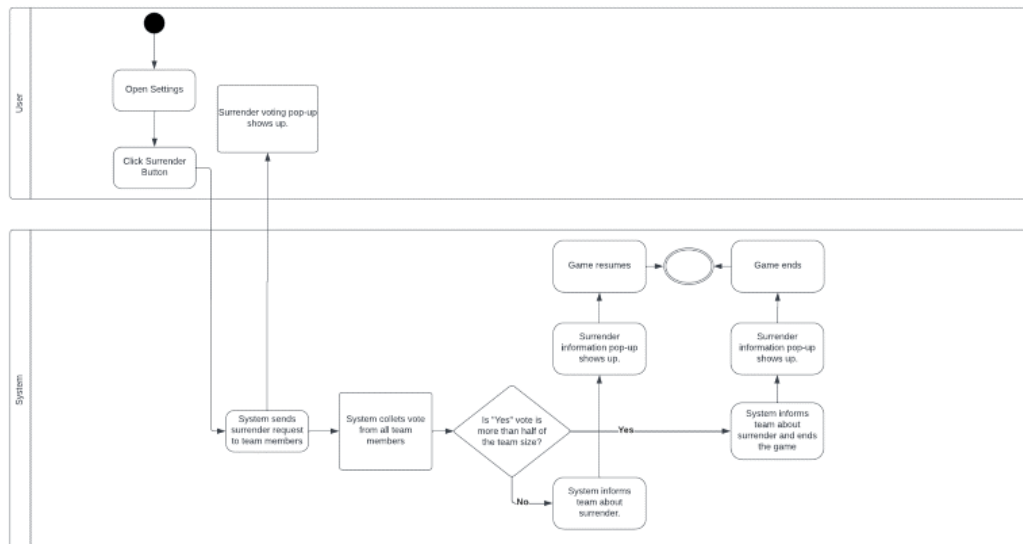 User
Open Settings
Click Surrender
Button
Surrender voting pop-up
shows up.
System
System sends
surrender request
to team members
System collets vote
from all team
members
Is "Yes" vote is
more than half of
the team size?
Yes
No
System informs
team about
surrender.
Surrender
information pop-up
shows up.
Game resumes
System informs
team about
surrender and ends
the game
Surrender
information pop-up
shows up.
Game ends